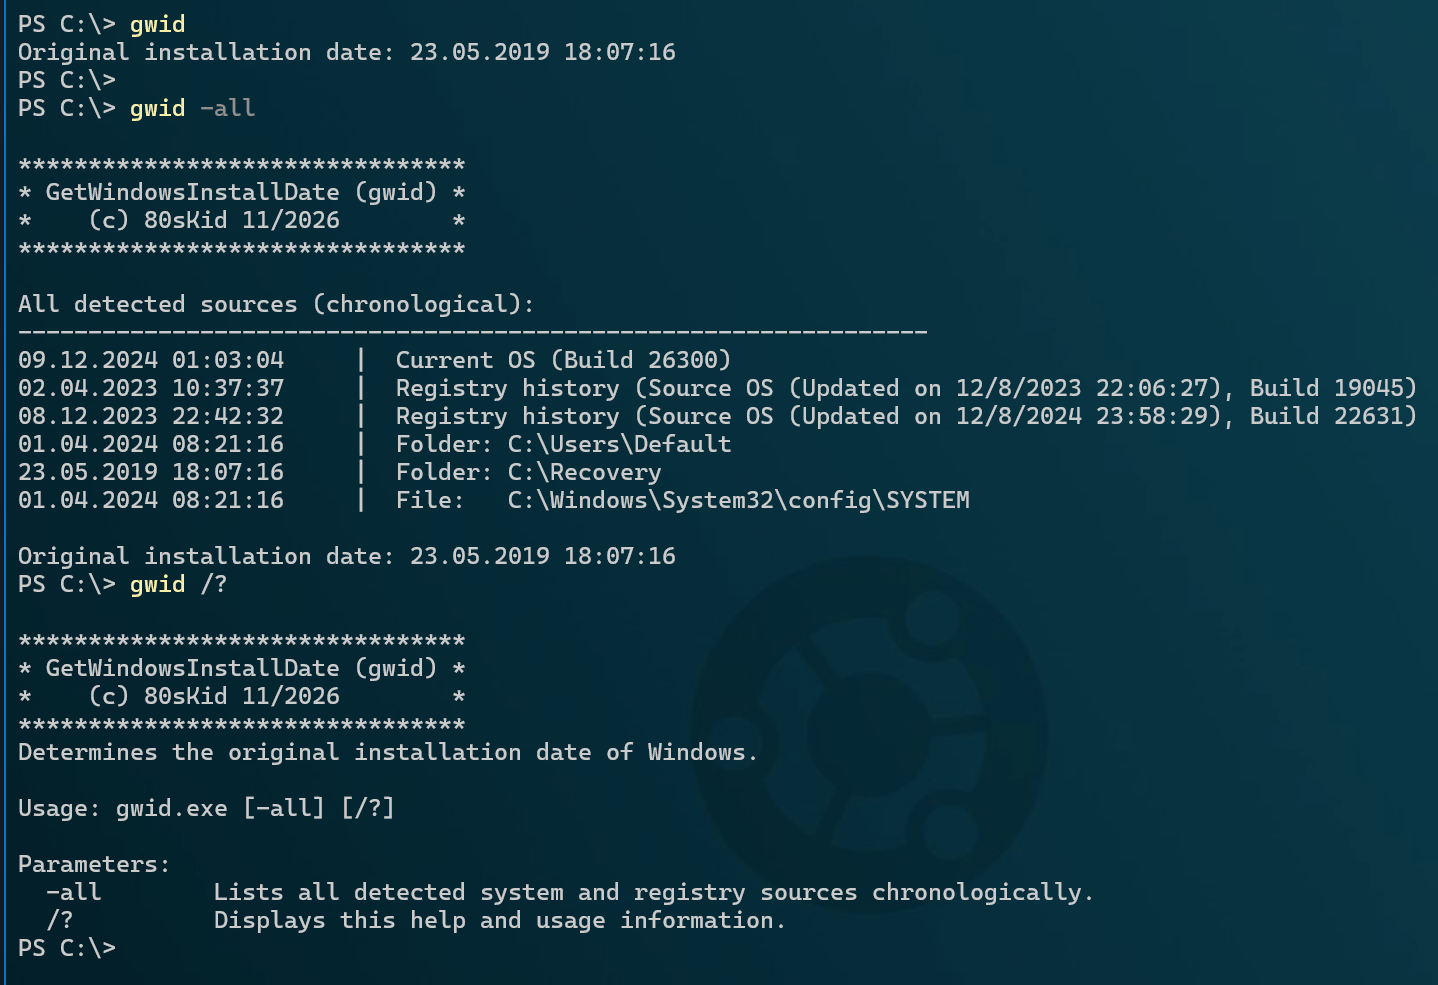 PS C:\> gwid
Original installation date: 23.05.2019 18:07:16
PS C:\>
PS C:\> gwid -all
********************************
* GetWindowsInstallDate (gwid) *
*    (c) 80sKid 11/2026        *
********************************
All detected sources (chronological):
-----------------------------------------------------------------
09.12.2024 01:03:04     |  Current OS (Build 26300)
02.04.2023 10:37:37     |  Registry history (Source OS (Updated on 12/8/2023 22:06:27), Build 19045)
08.12.2023 22:42:32     |  Registry history (Source OS (Updated on 12/8/2024 23:58:29), Build 22631)
01.04.2024 08:21:16     |  Folder: C:\Users\Default
23.05.2019 18:07:16     |  Folder: C:\Recovery
01.04.2024 08:21:16     |  File:   C:\Windows\System32\config\SYSTEM
Original installation date: 23.05.2019 18:07:16
PS C:\> gwid /?
********************************
* GetWindowsInstallDate (gwid) *
*    (c) 80sKid 11/2026        *
********************************
Determines the original installation date of Windows.
Usage: gwid.exe [-all] [/?]
Parameters:
  -all        Lists all detected system and registry sources chronologically.
  /?          Displays this help and usage information.
PS C:\>